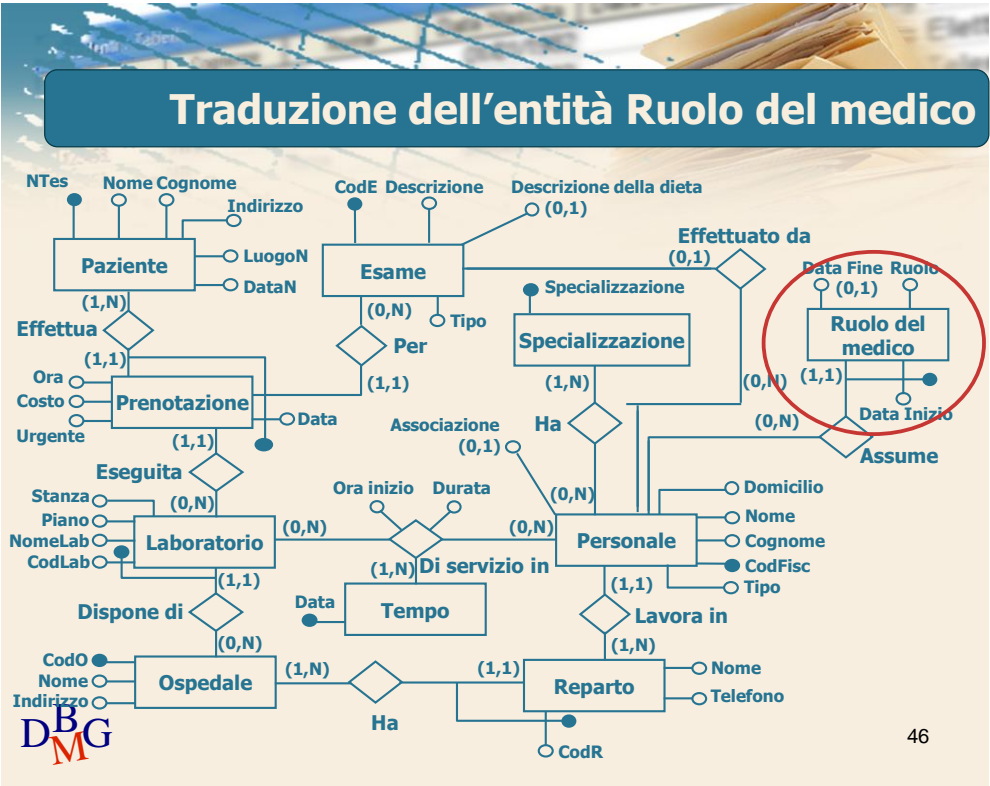 Traduzione dell'entità Ruolo del medico
NTes
Nome Cognome
Indirizzo
LuogoN
DataN
Paziente
(1,N)
Effettua
(1,1)
CodE Descrizione
Descrizione della dieta
(0,1)
Esame
(0,N)
Tipo
Per
(1,1)
Effettuato da
(0,1)
(0,N)
Data Fine Ruolo
(0,1)
Ruolo del
medico
(1,1)
Data Inizio
(0,N)
Assume
Specializzazione
Specializzazione
(1,N)
Ha
(0,N)
Ora
Costo
Urgente
Prenotazione
Data
(1,1)
Eseguita
(0,N)
Associazione
(0,1)
Stanza
Piano
NomeLab
CodLab
Laboratorio
(0,N)
Ora inizio
Durata
(0,N)
(1,N)
Di servizio in
Personale
Domicilio
Nome
Cognome
CodFisc
Tipo
(1,1)
Dispone di
(0,N)
Data
Tempo
(1,1)
Lavora in
(1,N)
CodO
Nome
Indirizzo
Ospedale
(1,N)
Ha
(1,1)
Reparto
Nome
Telefono
CodR
DBMG
46